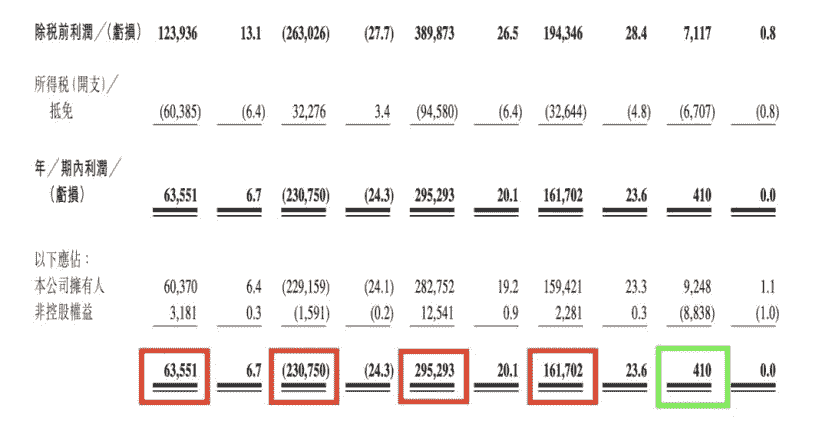 除税前利潤／(虧損) 123,936 13.1 (263,026) (27.7) 389,873 26.5 194,346 28.4 7,117 0.8
所得税(開支)／
抵免 (60,385) (6.4) 32,276 3.4 (94,580) (6.4) (32,644) (4.8) (6,707) (0.8)
年／期內利潤／
(虧損) 63,551 6.7 (230,750) (24.3) 295,293 20.1 161,702 23.6 410 0.0
以下應佔：
本公司擁有人 60,370 6.4 (229,159) (24.1) 282,752 19.2 159,421 23.3 9,248 1.1
非控股權益 3,181 0.3 (1,591) (0.2) 12,541 0.9 2,281 0.3 (8,838) (1.0)
63,551 6.7 (230,750) (24.3) 295,293 20.1 161,702 23.6 410 0.0